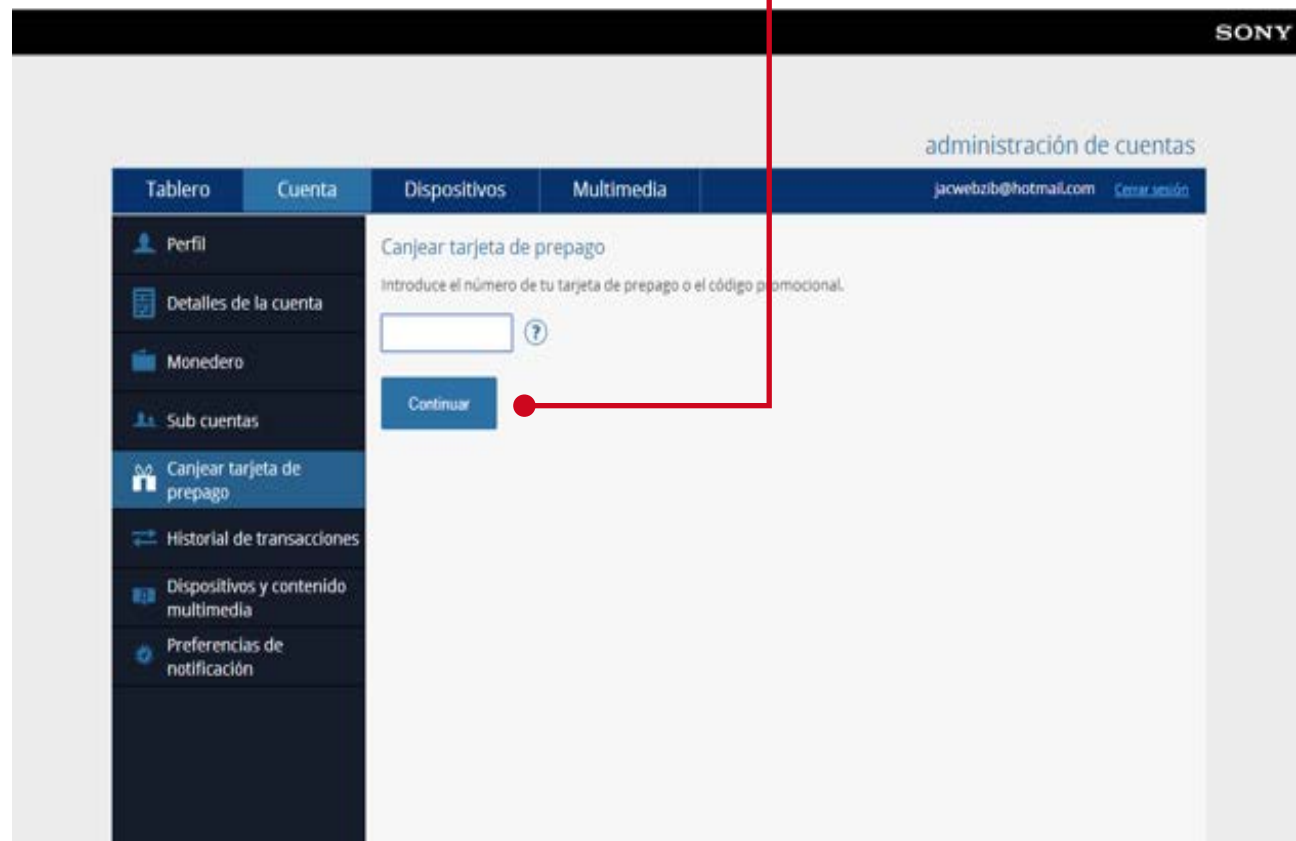 SONY
administración de cuentas
Tablero Cuenta Dispositivos Multimedia jacwebzib@hotmail.com Cerrar sesión
Perfil
Detalles de la cuenta
Monedero
Sub cuentas
Canjear tarjeta de
prepago
Historial de transacciones
Dispositivos y contenido
multimedia
Preferencias de
notificación
Canjear tarjeta de prepago
Introduce el número de tu tarjeta de prepago o el código promocional.
?
Continuar